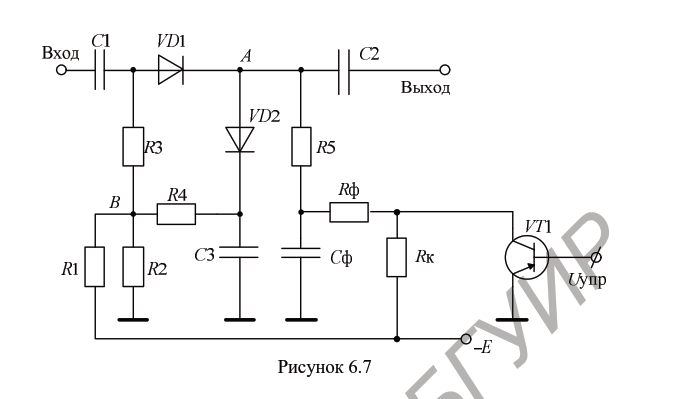 C1
VD1
A
C2
Вход
Выход
VD2
R3
R5
B
R4
Rф
VT1
R1
R2
C3
Cф
Rк
Uупр
–E
БГУИР
Рисунок 6.7